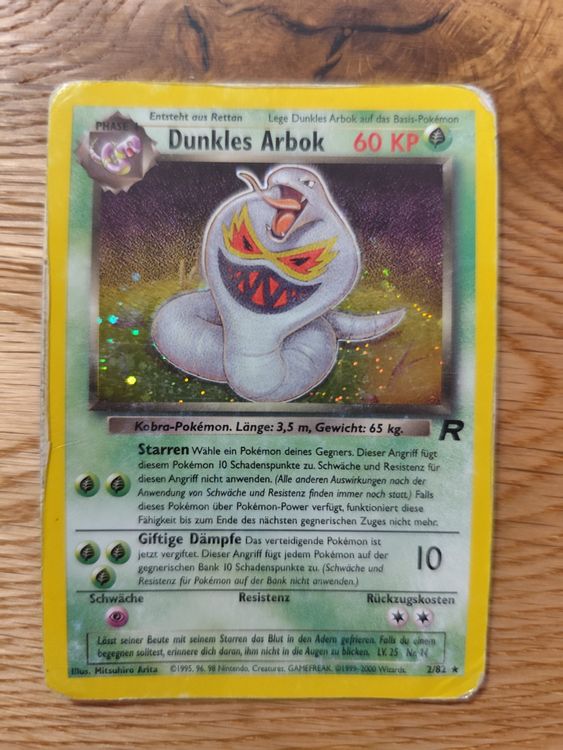 Entsteht aus Rettan
Lege Dunkles Arbok auf das Basis-Pokémon
PHASE 1
Dunkles Arbok
60 KP
Kobra-Pokémon. Länge: 3,5 m, Gewicht: 65 kg.
R
Starren Wähle ein Pokémon deines Gegners. Dieser Angriff fügt
diesem Pokémon 10 Schadenspunkte zu. Schwäche und Resistenz für
diesen Angriff nicht anwenden. (Alle anderen Auswirkungen nach der
Anwendung von Schwäche und Resistenz finden immer noch statt.) Falls
dieses Pokémon über Pokémon-Power verfügt, funktioniert diese
Fähigkeit bis zum Ende des nächsten gegnerischen Zuges nicht mehr.
Giftige Dämpfe Das verteidigende Pokémon ist
jetzt vergiftet. Dieser Angriff fügt jedem Pokémon auf der
gegnerischen Bank 10 Schadenspunkte zu. (Schwäche und
Resistenz für Pokémon auf der Bank nicht anwenden.)
10
Schwäche
Resistenz
Rückzugskosten
Lässt seiner Beute mit seinem Starren das Blut in den Adern gefrieren. Falls du einem
begegnen solltest, erinnere dich daran, ihm nicht in die Augen zu blicken. LV. 25 Nr. 24
Illus. Mitsuhiro Arita
©1995, 96, 98 Nintendo, Creatures, GAMEFREAK. ©1999-2000 Wizards.
2/82